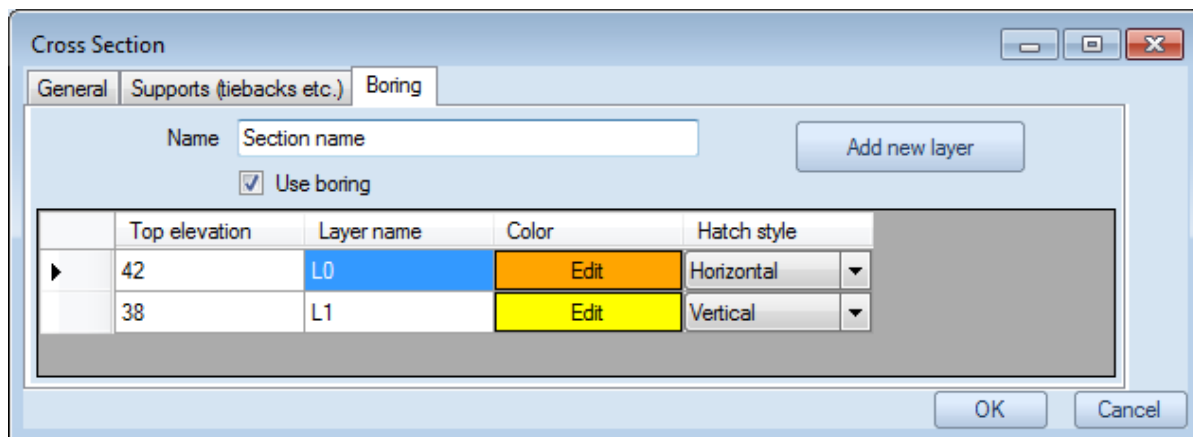 Cross Section
General Supports (tiebacks etc.) Boring
Name Section name Add new layer
Use boring
Top elevation Layer name Color Hatch style
42 L0 Edit Horizontal
38 L1 Edit Vertical
OK Cancel